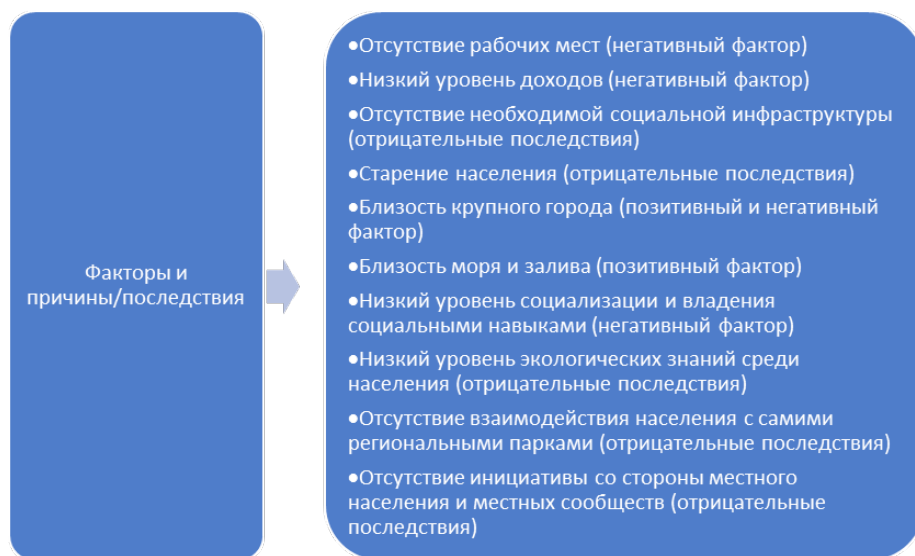 Факторы и
причины/последствия
•Отсутствие рабочих мест (негативный фактор)
•Низкий уровень доходов (негативный фактор)
•Отсутствие необходимой социальной инфраструктуры
(отрицательные последствия)
•Старение населения (отрицательные последствия)
•Близость крупного города (позитивный и негативный
фактор)
•Близость моря и залива (позитивный фактор)
•Низкий уровень социализации и владения
социальными навыками (негативный фактор)
•Низкий уровень экологических знаний среди
населения (отрицательные последствия)
•Отсутствие взаимодействия населения с самими
региональными парками (отрицательные последствия)
•Отсутствие инициативы со стороны местного
населения и местных сообществ (отрицательные
последствия)